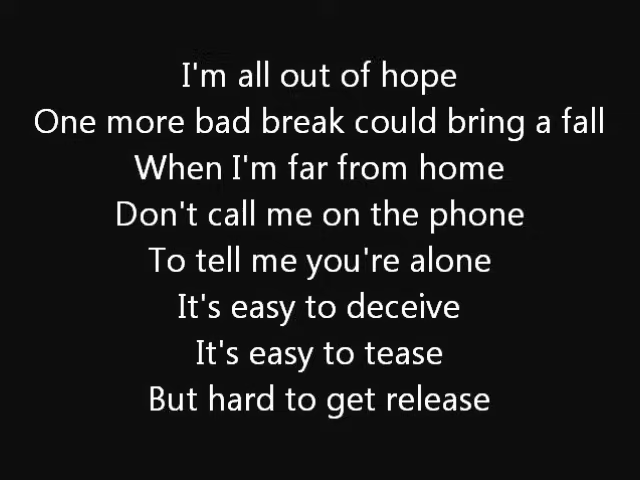 I'm all out of hope
One more bad break could bring a fall
When I'm far from home
Don't call me on the phone
To tell me you're alone
It's easy to deceive
It's easy to tease
But hard to get release